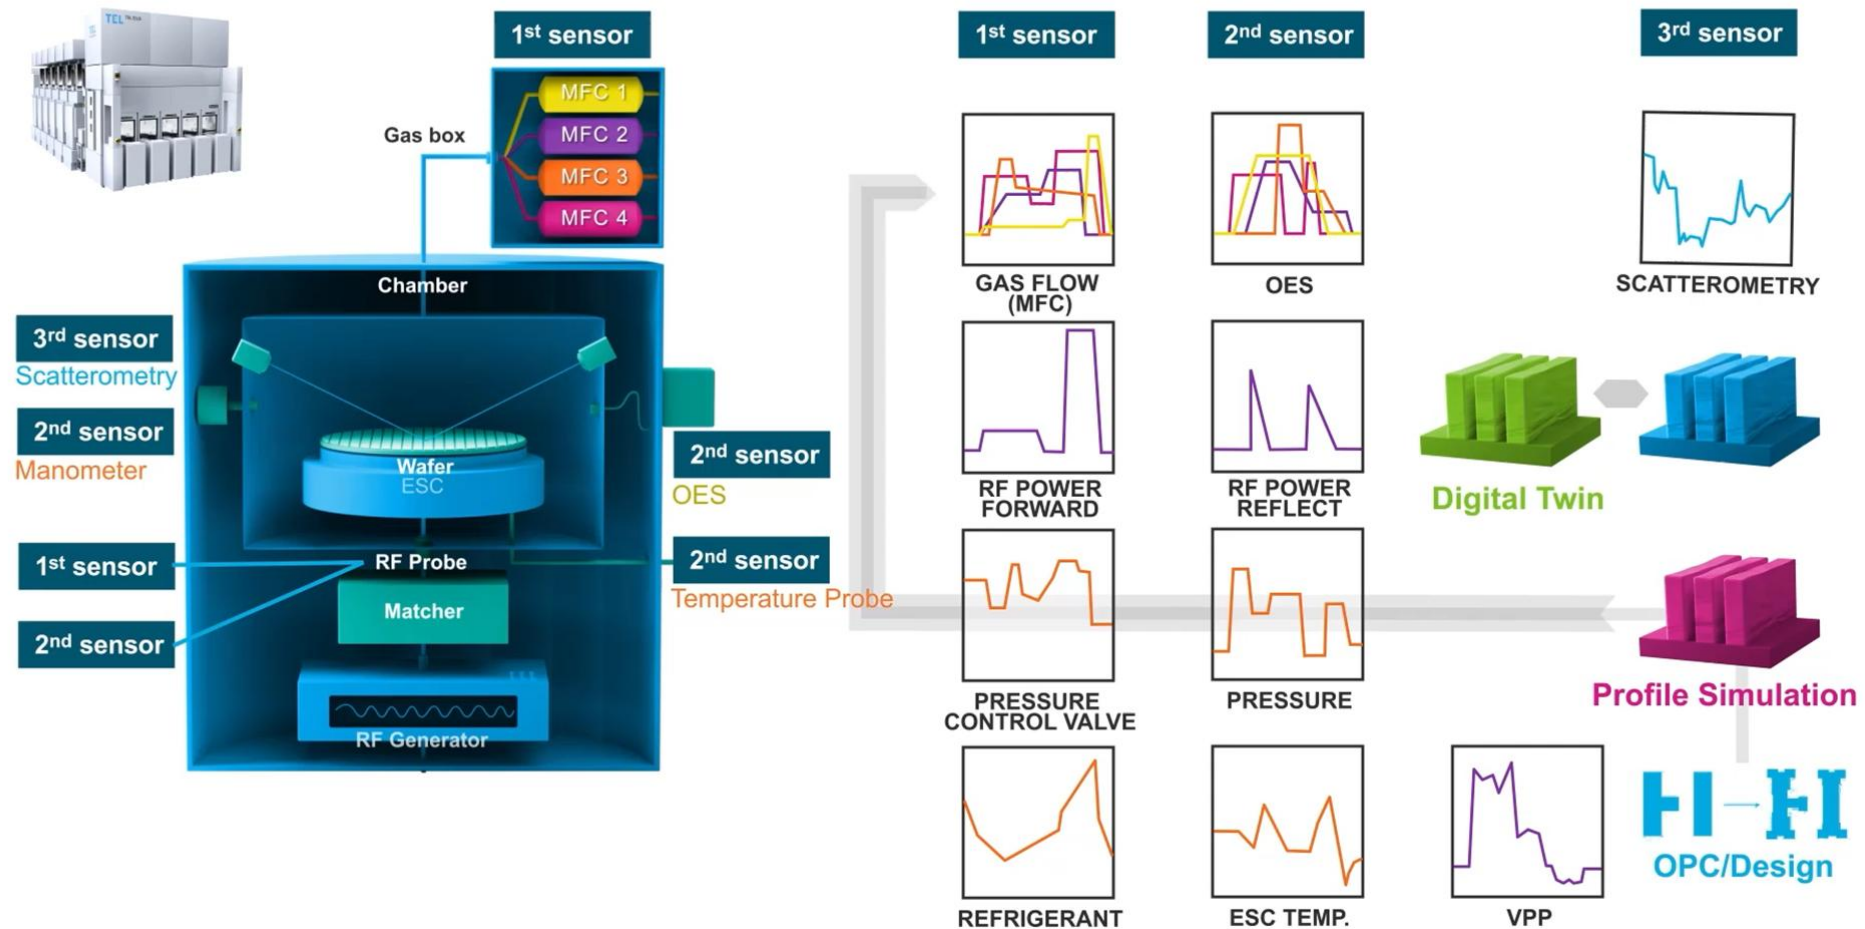 TEL
1st sensor
MFC 1
MFC 2
MFC 3
MFC 4
Gas box
Chamber
3rd sensor
Scatterometry
2nd sensor
Manometer
Wafer
ESC
2nd sensor
OES
1st sensor
2nd sensor
RF Probe
2nd sensor
Temperature Probe
Matcher
RF Generator
1st sensor
2nd sensor
3rd sensor
GAS FLOW
(MFC)
OES
SCATTEROMETRY
RF POWER
FORWARD
RF POWER
REFLECT
Digital Twin
PRESSURE
CONTROL VALVE
PRESSURE
Profile Simulation
REFRIGERANT
ESC TEMP.
VPP
OPC/Design